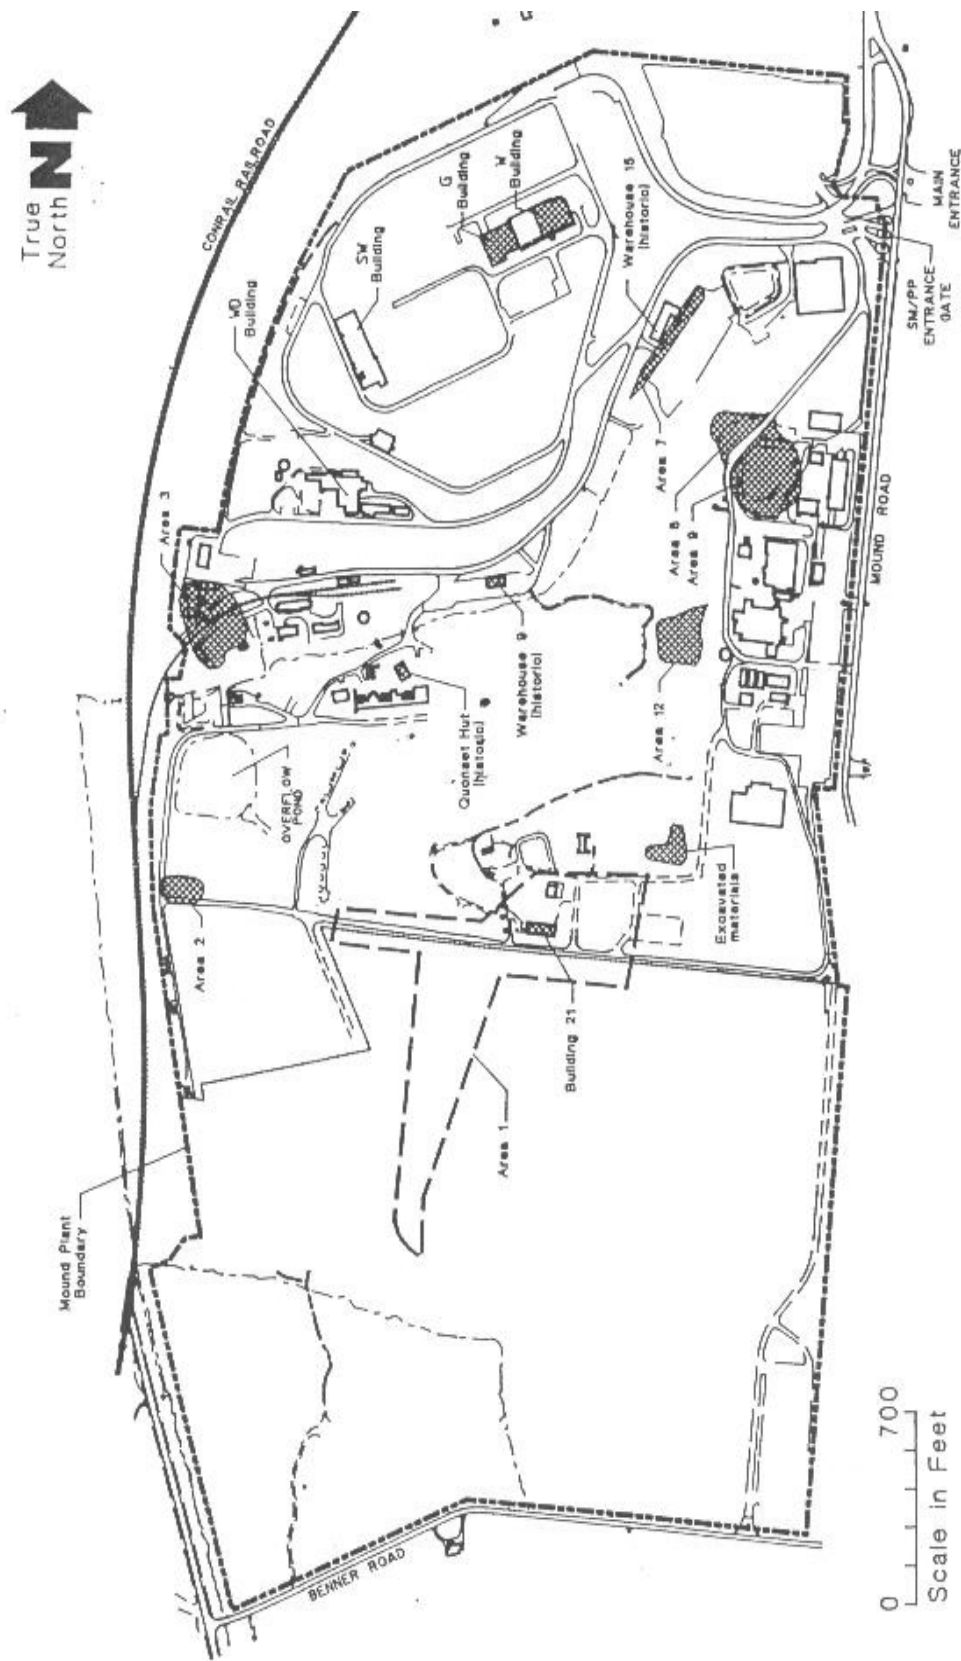 True
North
N
CONRAIL RAILROAD
WD
Building
SW
Building
G
Building
W
Building
Warehouse 15
(historic)
MAIN
ENTRANCE
SM/PP
ENTRANCE
GATE
Area 3
Area 7
Area 8
Area 9
MOUND ROAD
Warehouse 9
(historic)
Quonset Hut
(historic)
Area 12
OVERFLOW
POND
Area 2
Excavated
materials
Building 21
Area 1
Mound Plant
Boundary
BENNER ROAD
0 700
Scale in Feet